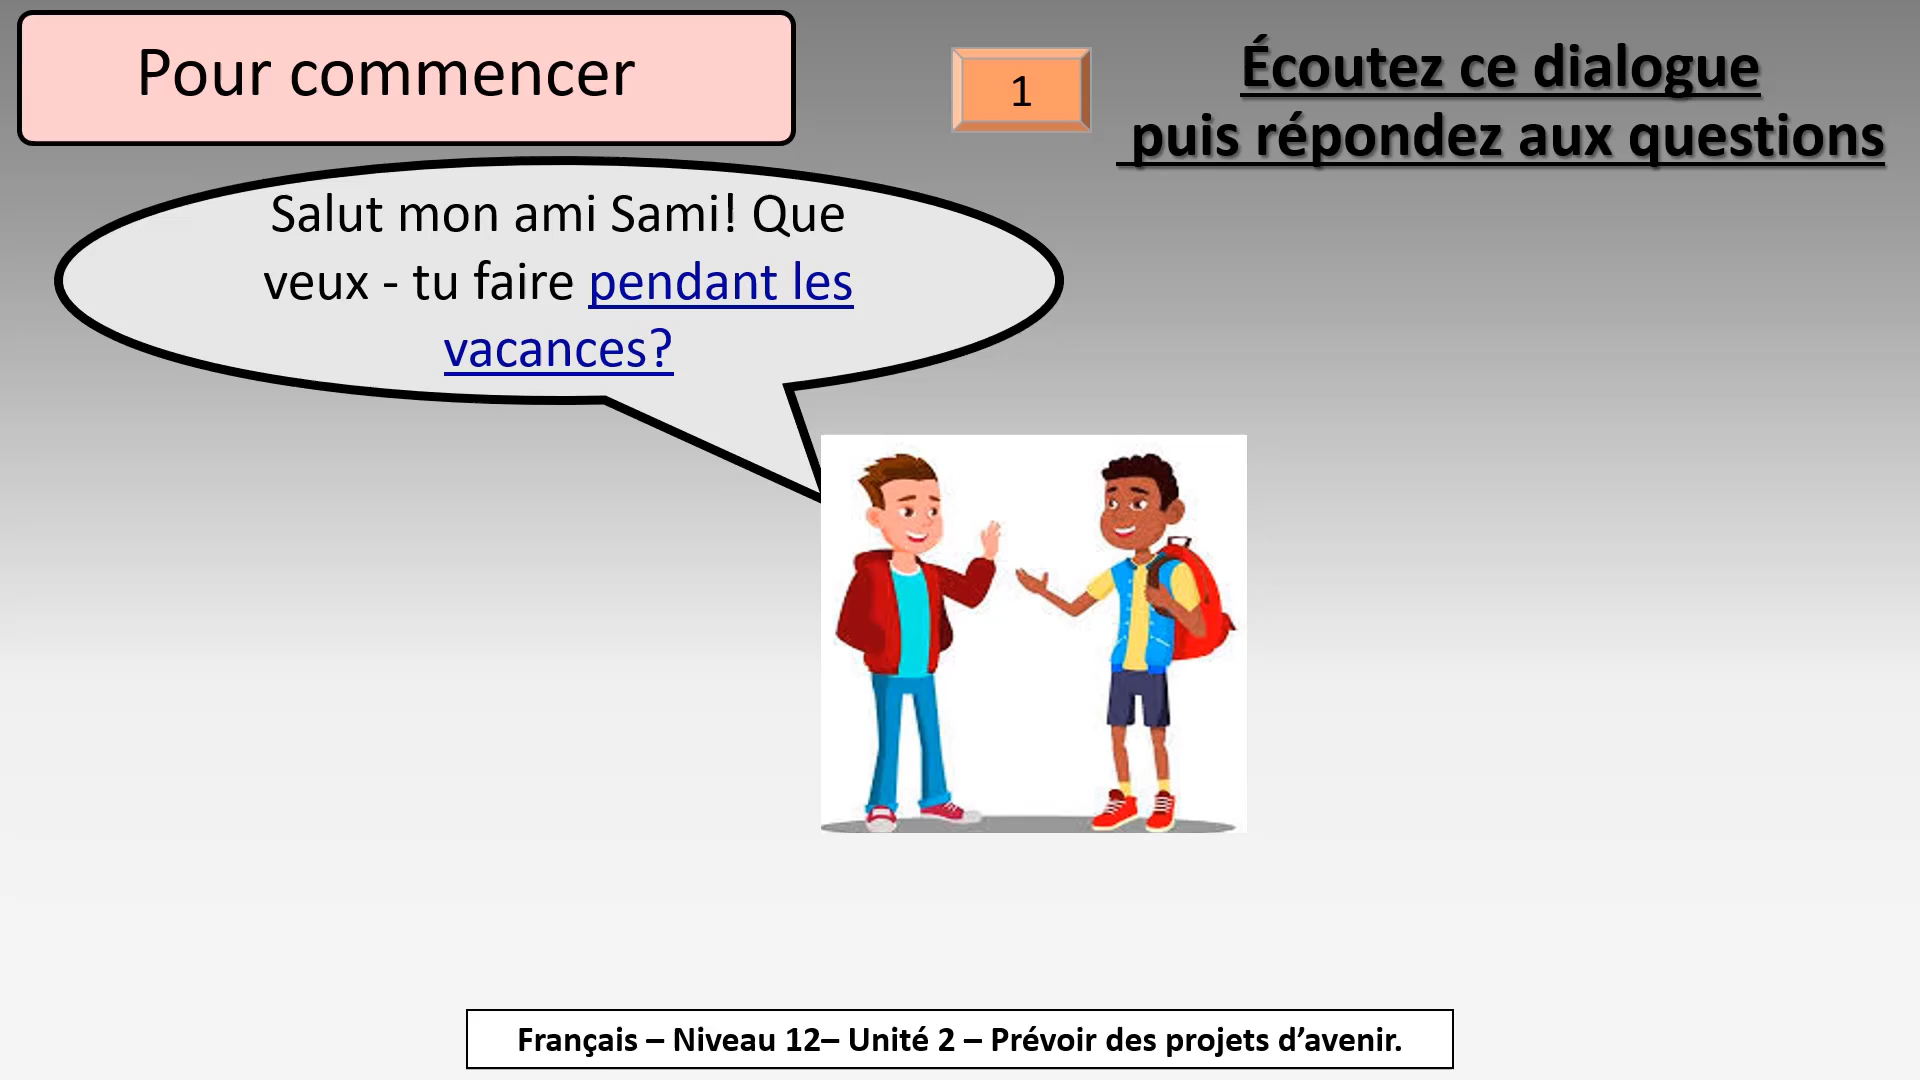 Pour commencer
1
Écoutez ce dialogue
puis répondez aux questions
Salut mon ami Sami! Que
veux - tu faire pendant les
vacances?
Français – Niveau 12– Unité 2 – Prévoir des projets d’avenir.